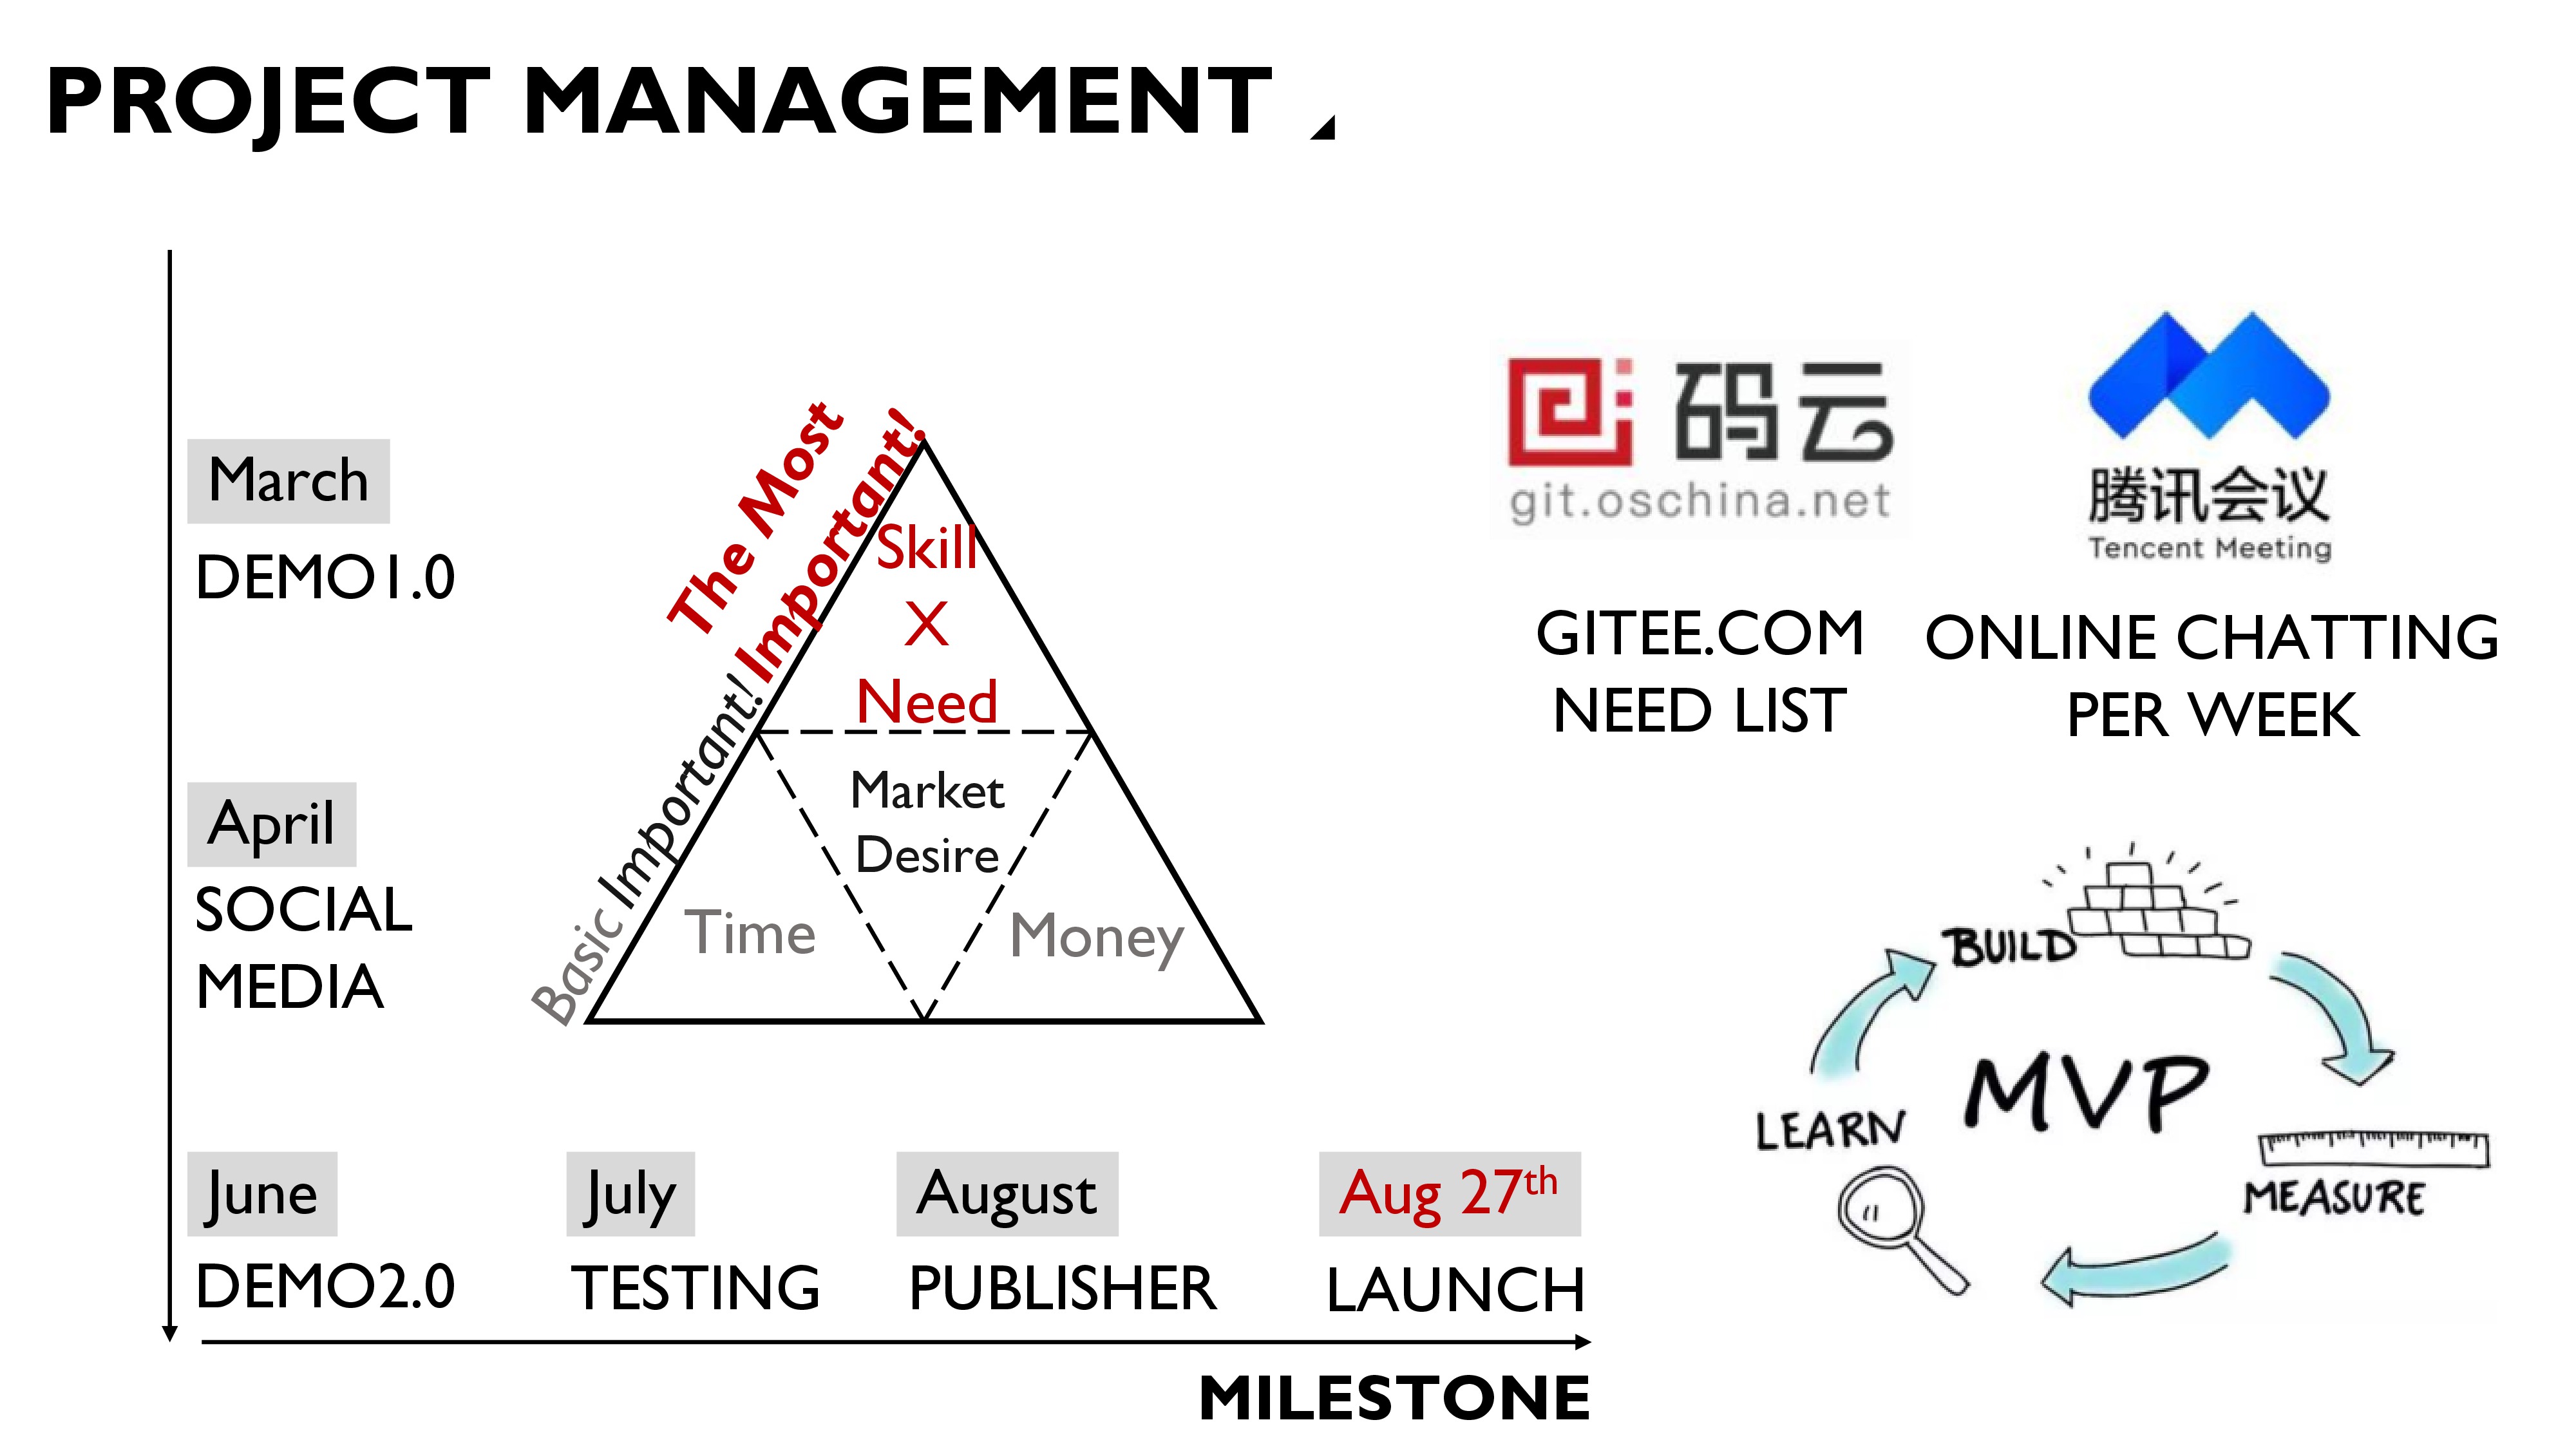 PROJECT MANAGEMENT
March
DEMO1.0
April
SOCIAL
MEDIA
June
DEMO2.0
July
TESTING
August
PUBLISHER
Aug 27th
LAUNCH
MILESTONE
The Most
Important!
Important!
Basic
Skill
X
Need
Market
Desire
Time
Money
码云
git.oschina.net
GITEE.COM
NEED LIST
腾讯会议
Tencent Meeting
ONLINE CHATTING
PER WEEK
BUILD
MVP
LEARN
MEASURE